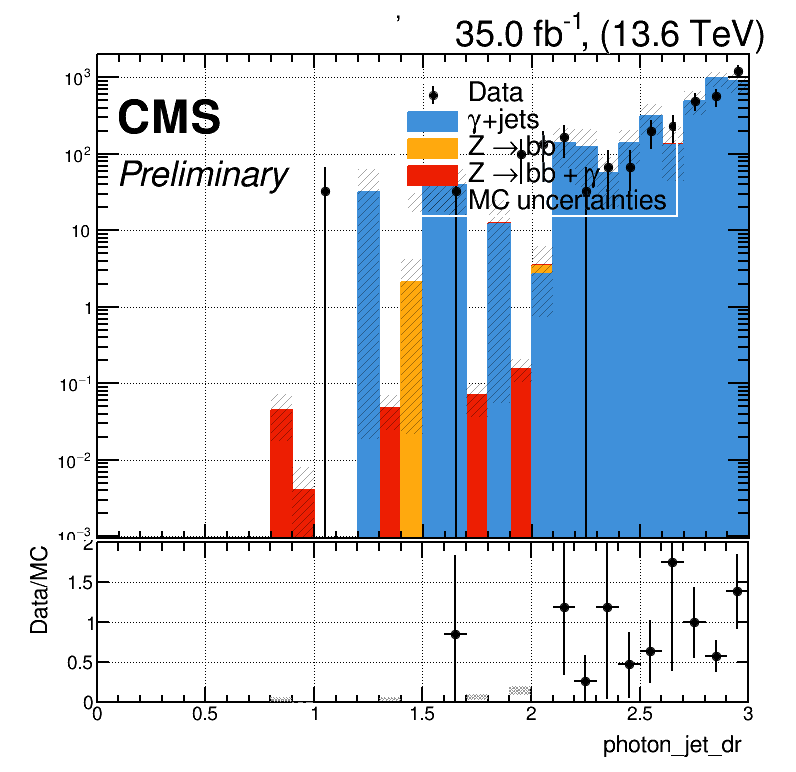 ,
35.0 fb⁻¹, (13.6 TeV)
10³
CMS
Data
γ+jets
10²
Z → bb
Preliminary
Z → bb + γ
MC uncertainties
10
1
10⁻¹
10⁻²
10⁻³
Data/MC
2
1.5
1
0.5
0
0 0.5 1 1.5 2 2.5 3
photon_jet_dr